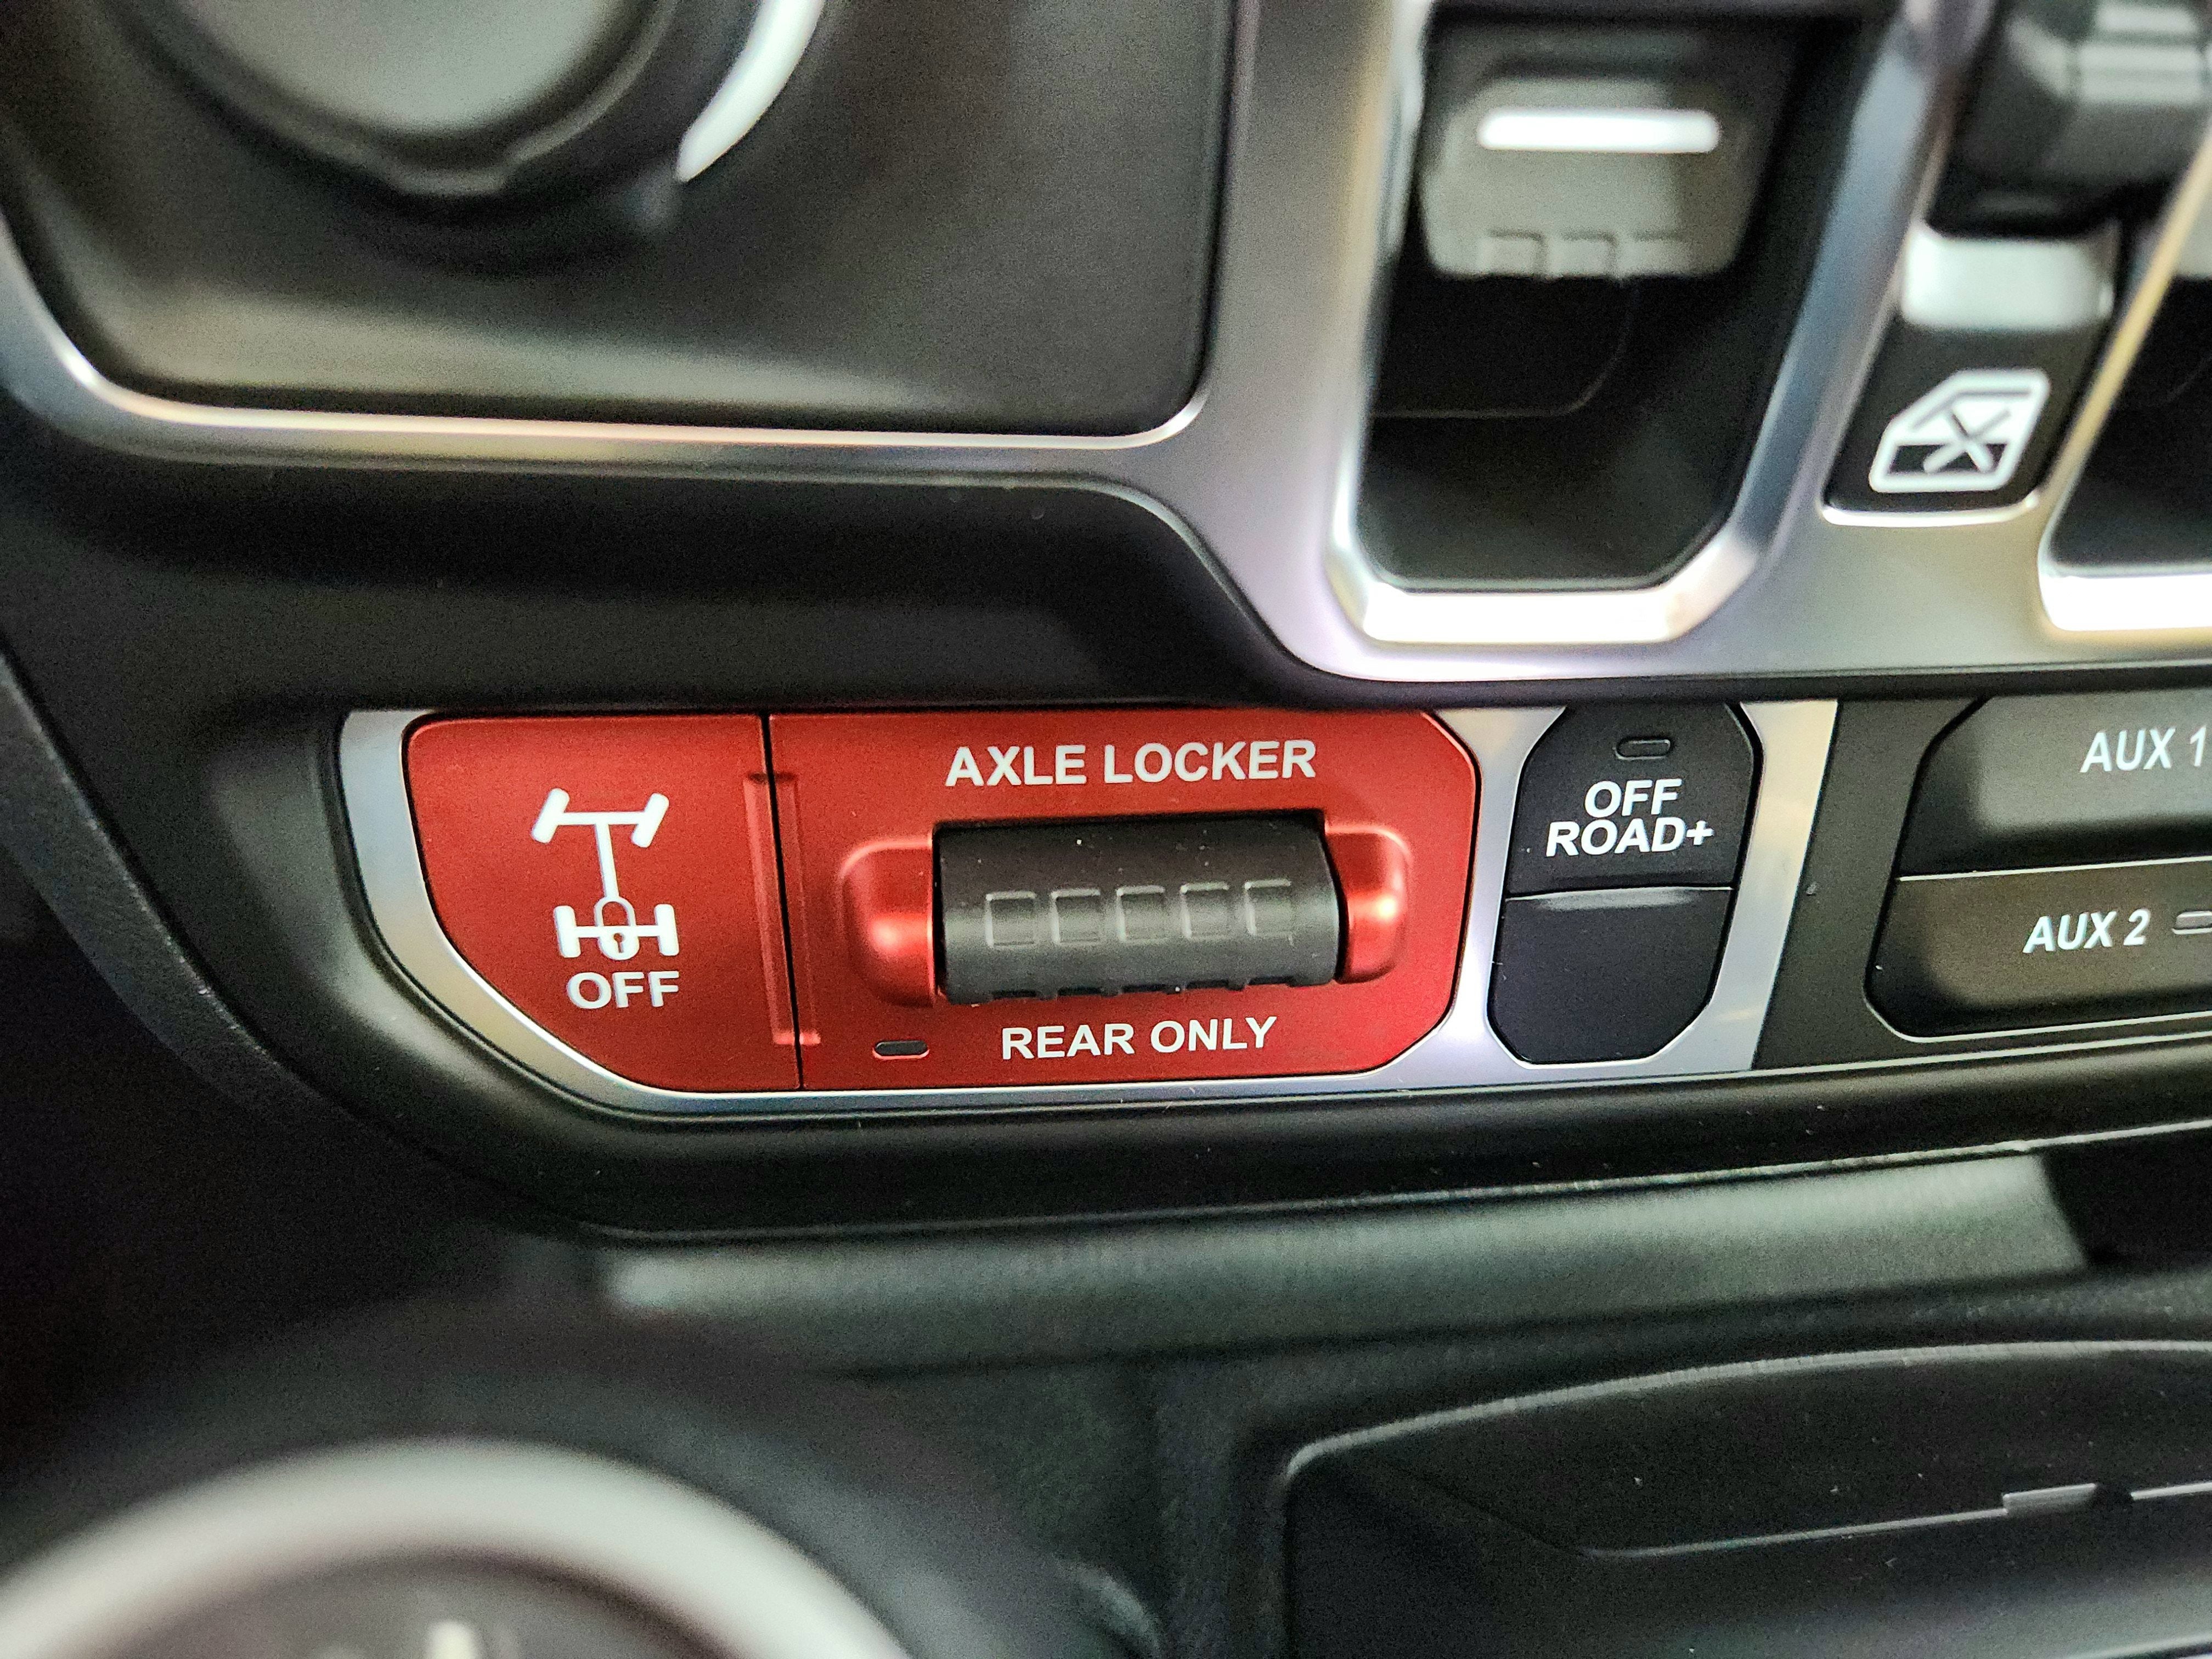 AXLE LOCKER
OFF
REAR ONLY
OFF
ROAD+
AUX 1
AUX 2